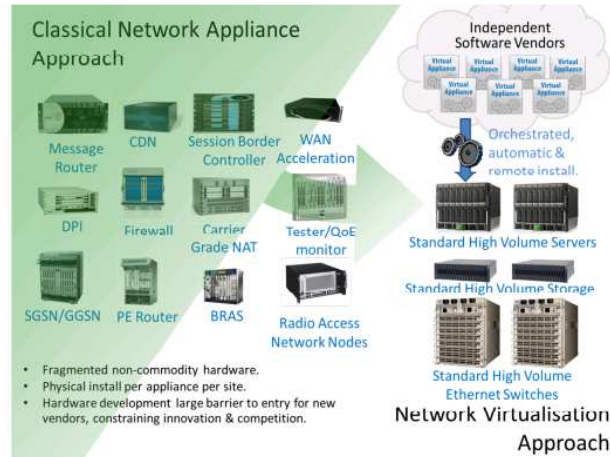 Classical Network Appliance
Approach
Message
Router
CDN
Session Border
Controller
WAN
Acceleration
DPI
Firewall
Carrier
Grade NAT
Tester/QoE
monitor
SGSN/GGSN
PE Router
BRAS
Radio Access
Network Nodes
• Fragmented non-commodity hardware.
• Physical install per appliance per site.
• Hardware development large barrier to entry for new
vendors, constraining innovation & competition.
Independent
Software Vendors
Virtual
Appliance
Virtual
Appliance
Virtual
Appliance
Virtual
Appliance
Virtual
Appliance
Virtual
Appliance
Virtual
Appliance
Orchestrated,
automatic &
remote install.
Standard High Volume Servers
Standard High Volume Storage
Standard High Volume
Ethernet Switches
Network Virtualisation
Approach